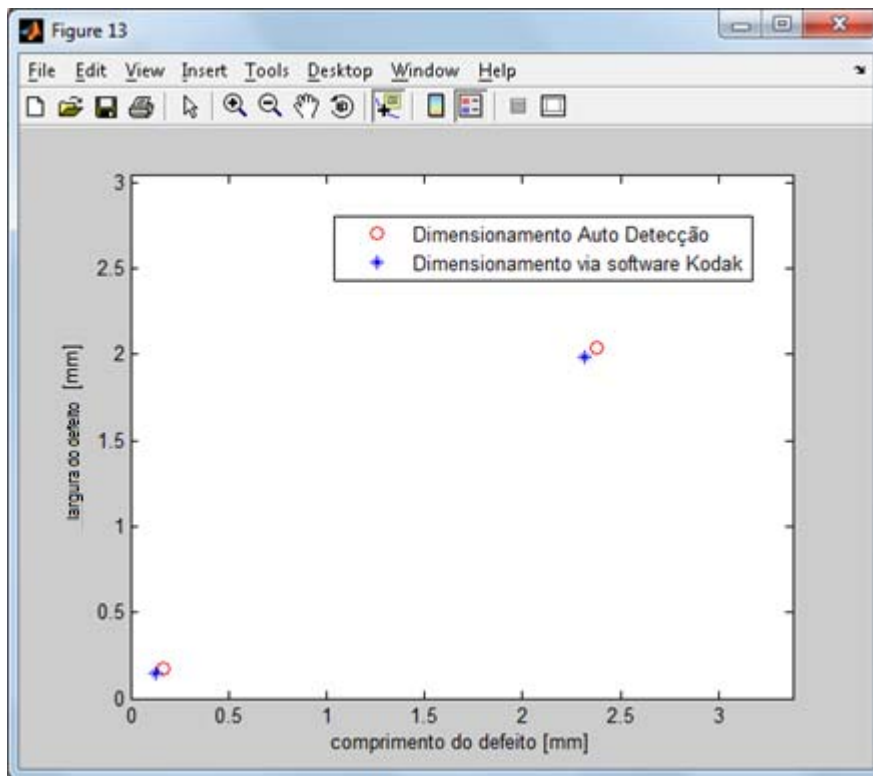 Figure 13
File Edit View Insert Tools Desktop Window Help
3
2.5
2
1.5
1
0.5
0
largura do defeito [mm]
Dimensionamento Auto Detecção
Dimensionamento via software Kodak
0 0.5 1 1.5 2 2.5 3
comprimento do defeito [mm]